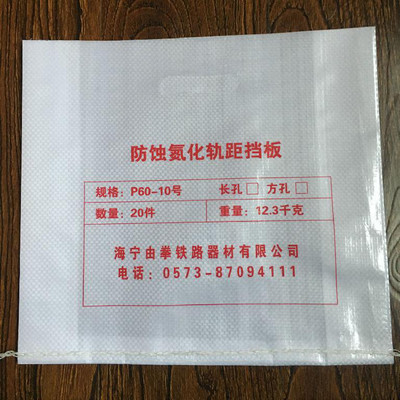 防蚀氮化轨距挡板
规格：P60-10号 长孔 □ 方孔 □
数量：20件 重量：12.3千克
海宁由拳铁路器材有限公司
电话：0573-87094111